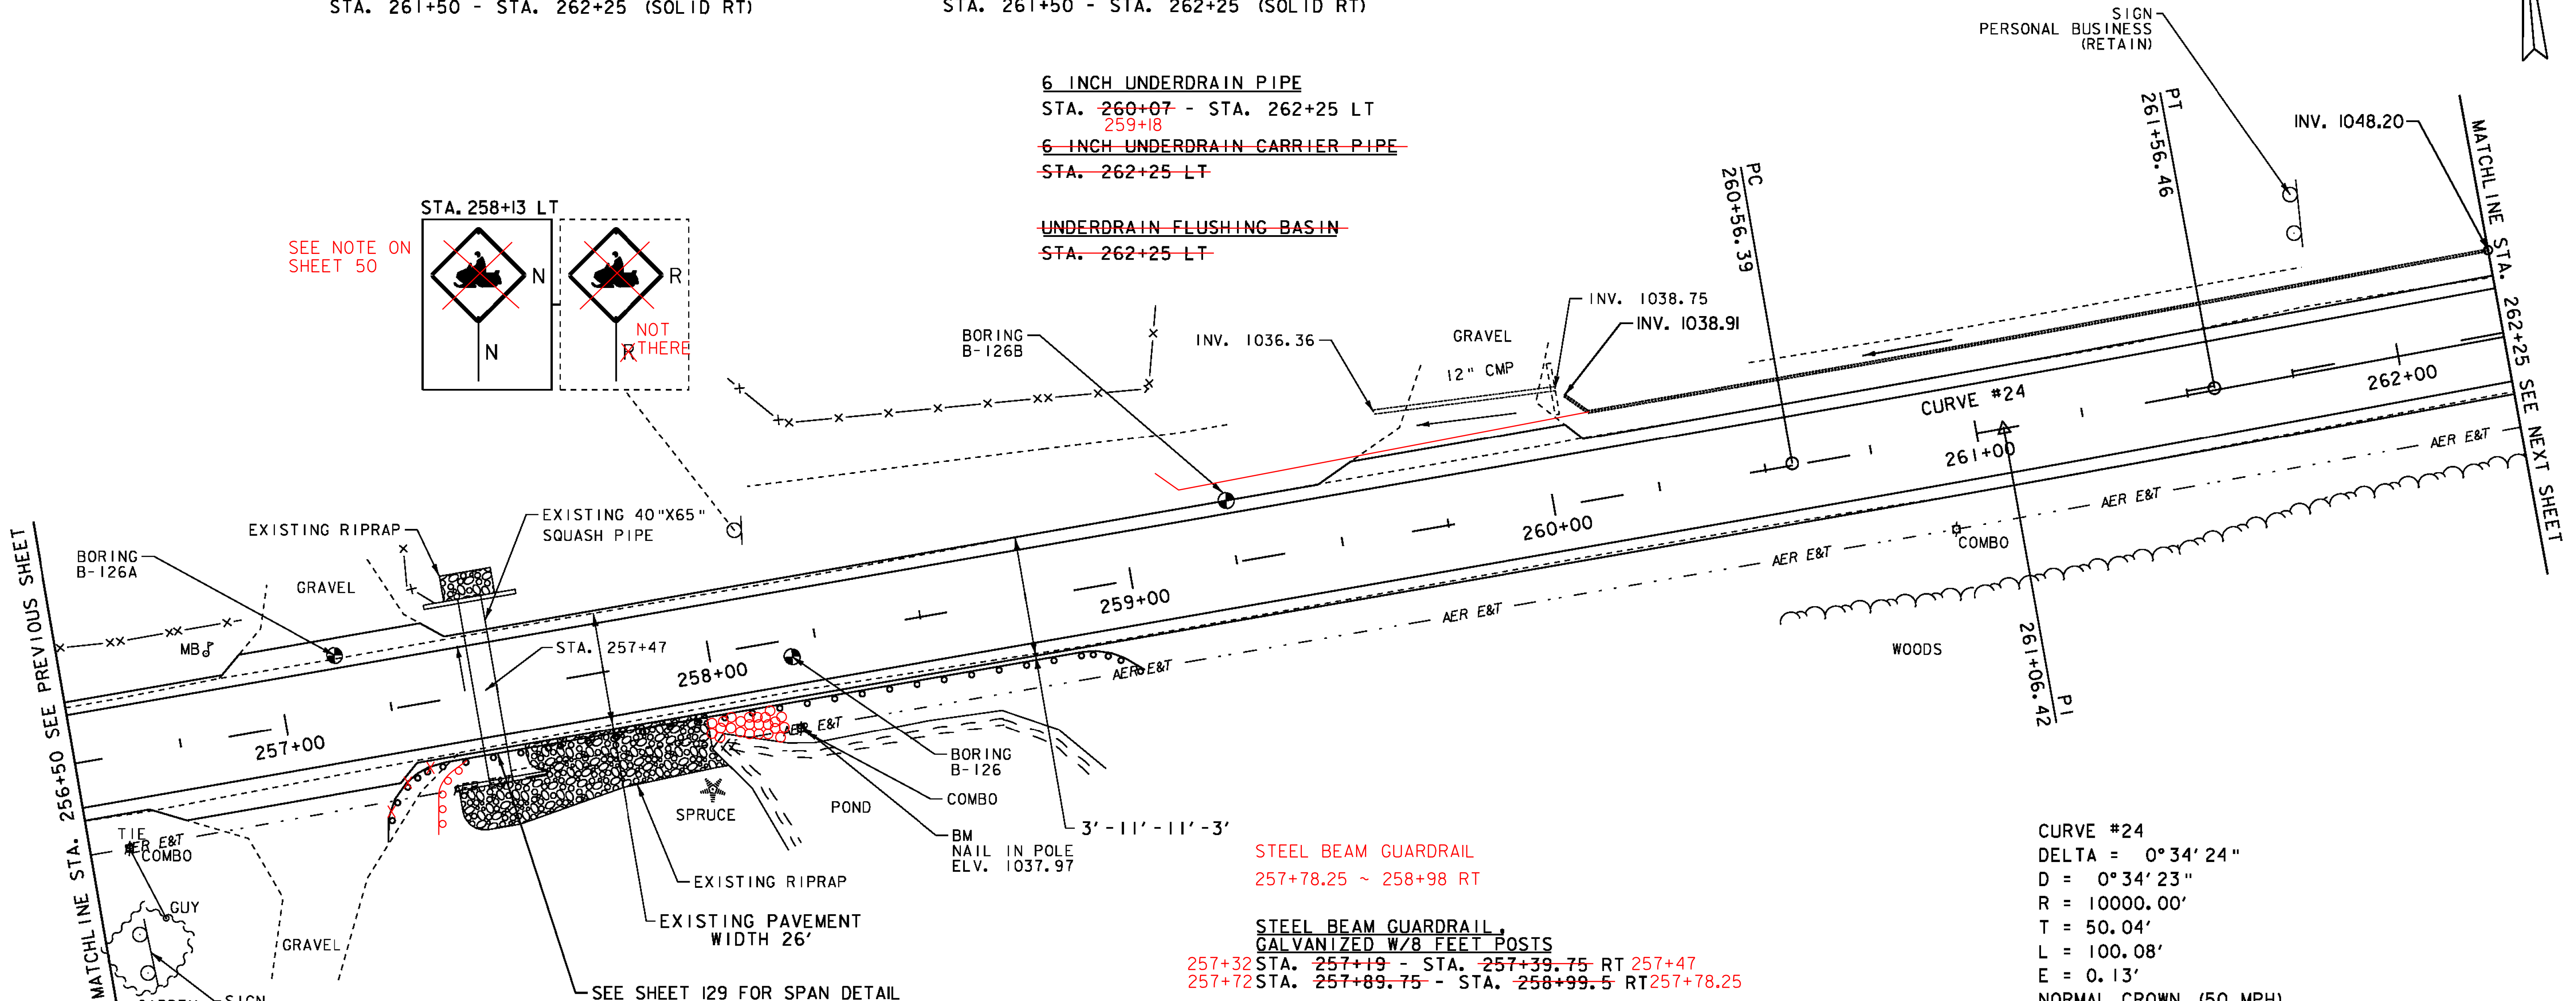 STA. 261+50 - STA. 262+25 (SOLID RT)
STA. 261+50 - STA. 262+25 (SOLID RT)
SIGN
PERSONAL BUSINESS
(RETAIN)
6 INCH UNDERDRAIN PIPE
STA. 260+07 - STA. 262+25 LT
259+18
6 INCH UNDERDRAIN CARRIER PIPE
STA. 262+25 LT
UNDERDRAIN FLUSHING BASIN
STA. 262+25 LT
STA. 258+13 LT
SEE NOTE ON
SHEET 50
N
R
N
R
NOT
THERE
PC
260+56.39
PT
261+56.46
INV. 1048.20
MATCHLINE STA. 262+25 SEE NEXT SHEET
BORING
B-126B
INV. 1036.36
GRAVEL
12" CMP
INV. 1038.75
INV. 1038.91
CURVE #24
262+00
261+00
260+00
259+00
258+00
257+00
AER E&T
AER E&T
AER E&T
AER E&T
AER E&T
AER E&T
AER E&T
AER E&T
AER E&T
COMBO
WOODS
PI
261+06.42
MATCHLINE STA. 256+50 SEE PREVIOUS SHEET
BORING
B-126A
EXISTING RIPRAP
GRAVEL
EXISTING 40"X65"
SQUASH PIPE
MB
STA. 257+47
BORING
B-126
COMBO
BM
NAIL IN POLE
ELV. 1037.97
SPRUCE
POND
3'-11'-11'-3'
EXISTING RIPRAP
EXISTING PAVEMENT
WIDTH 26'
SEE SHEET 129 FOR SPAN DETAIL
TIE
COMBO
GUY
GRAVEL
SIGN
STEEL BEAM GUARDRAIL
257+78.25 ~ 258+98 RT
STEEL BEAM GUARDRAIL,
GALVANIZED W/8 FEET POSTS
257+32 STA. 257+19 - STA. 257+39.75 RT 257+47
257+72 STA. 257+89.75 - STA. 258+99.5 RT 257+78.25
CURVE #24
DELTA = 0°34'24"
D = 0°34'23"
R = 10000.00'
T = 50.04'
L = 100.08'
E = 0.13'
NORMAL CROWN (50 MPH)